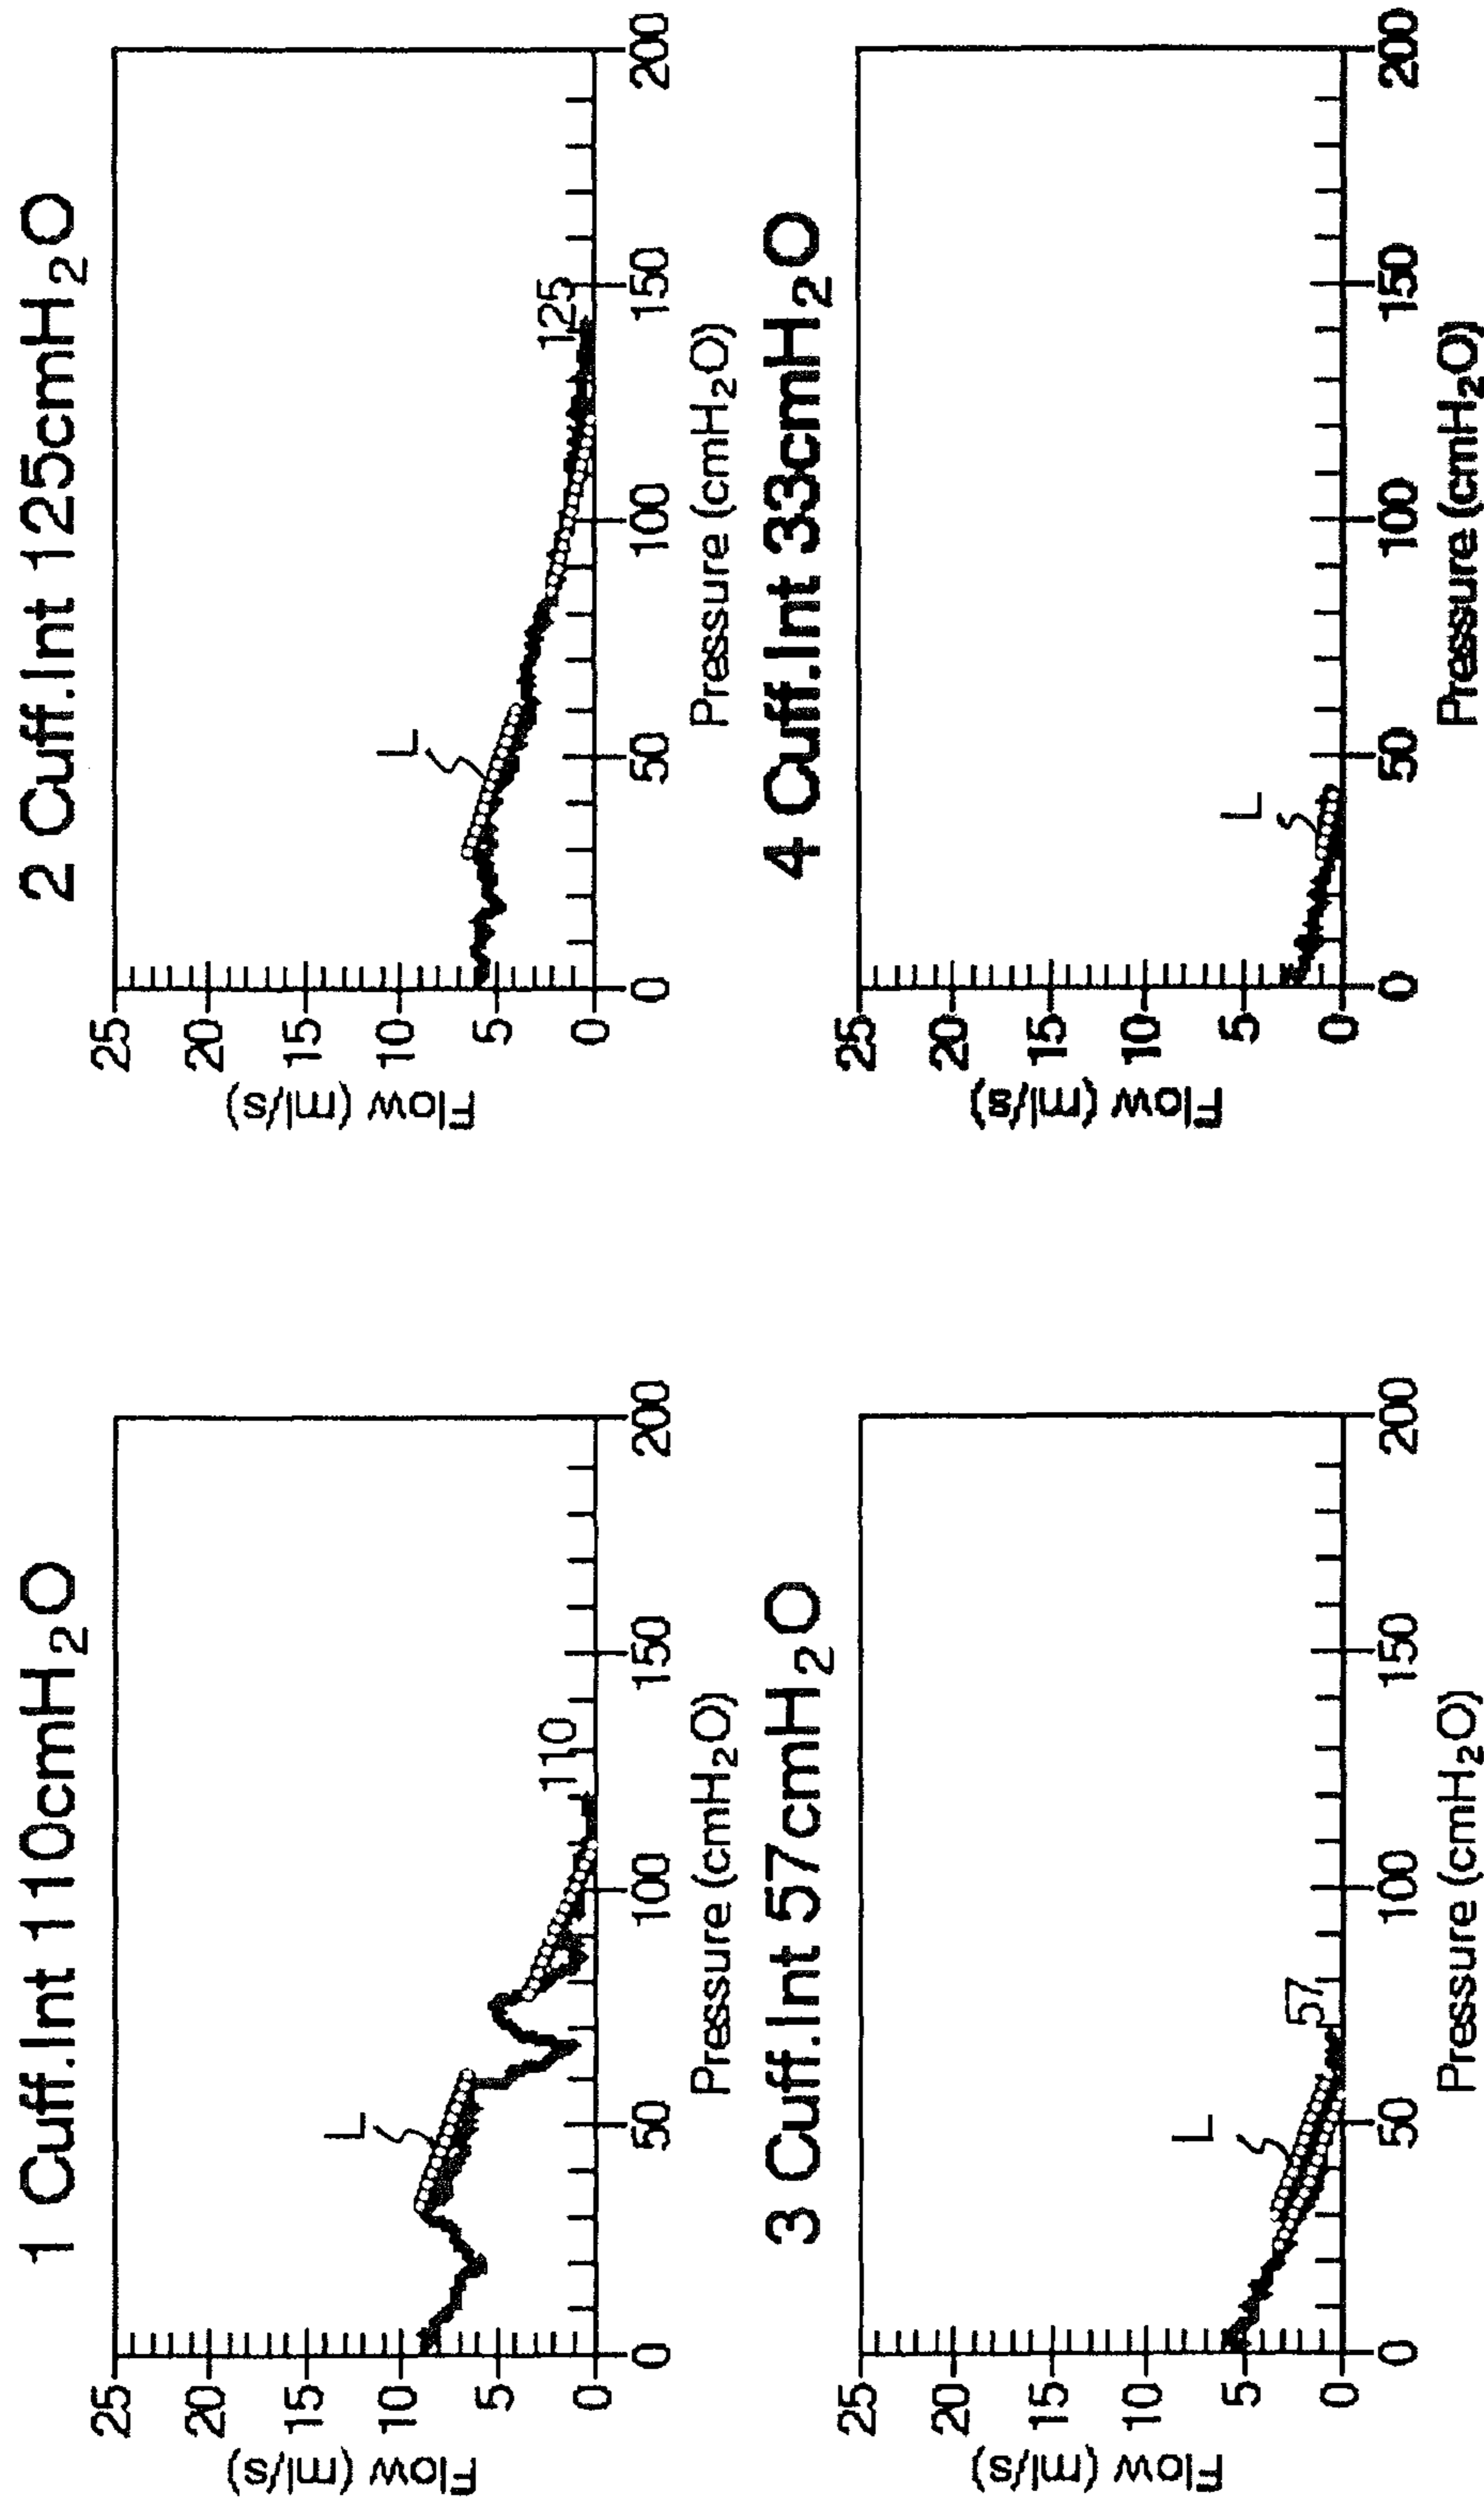 1 Cuff.Int 110cmH₂O
Flow (ml/s)
25
20
15
10
5
0
L
110
0
50
100
150
200
Pressure (cmH₂O)
2 Cuff.Int 125cmH₂O
Flow (ml/s)
25
20
15
10
5
0
L
125
0
50
100
150
200
Pressure (cmH₂O)
3 Cuff.Int 57cmH₂O
Flow (ml/s)
25
20
15
10
5
0
L
57
0
50
100
150
200
Pressure (cmH₂O)
4 Cuff.Int 33cmH₂O
Flow (ml/s)
25
20
15
10
5
0
L
0
50
100
150
200
Pressure (cmH₂O)